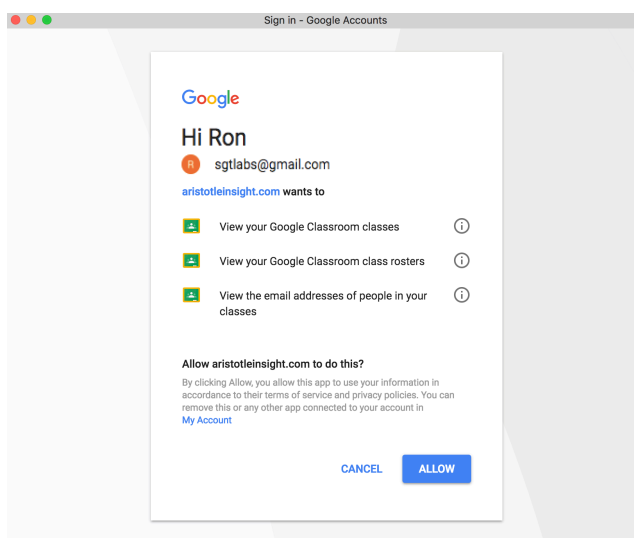 Sign in - Google Accounts
Google
Hi Ron
R sgtlabs@gmail.com
aristotleinsight.com wants to
View your Google Classroom classes
View your Google Classroom class rosters
View the email addresses of people in your
classes
Allow aristotleinsight.com to do this?
By clicking Allow, you allow this app to use your information in
accordance to their terms of service and privacy policies. You can
remove this or any other app connected to your account in
My Account
CANCEL ALLOW